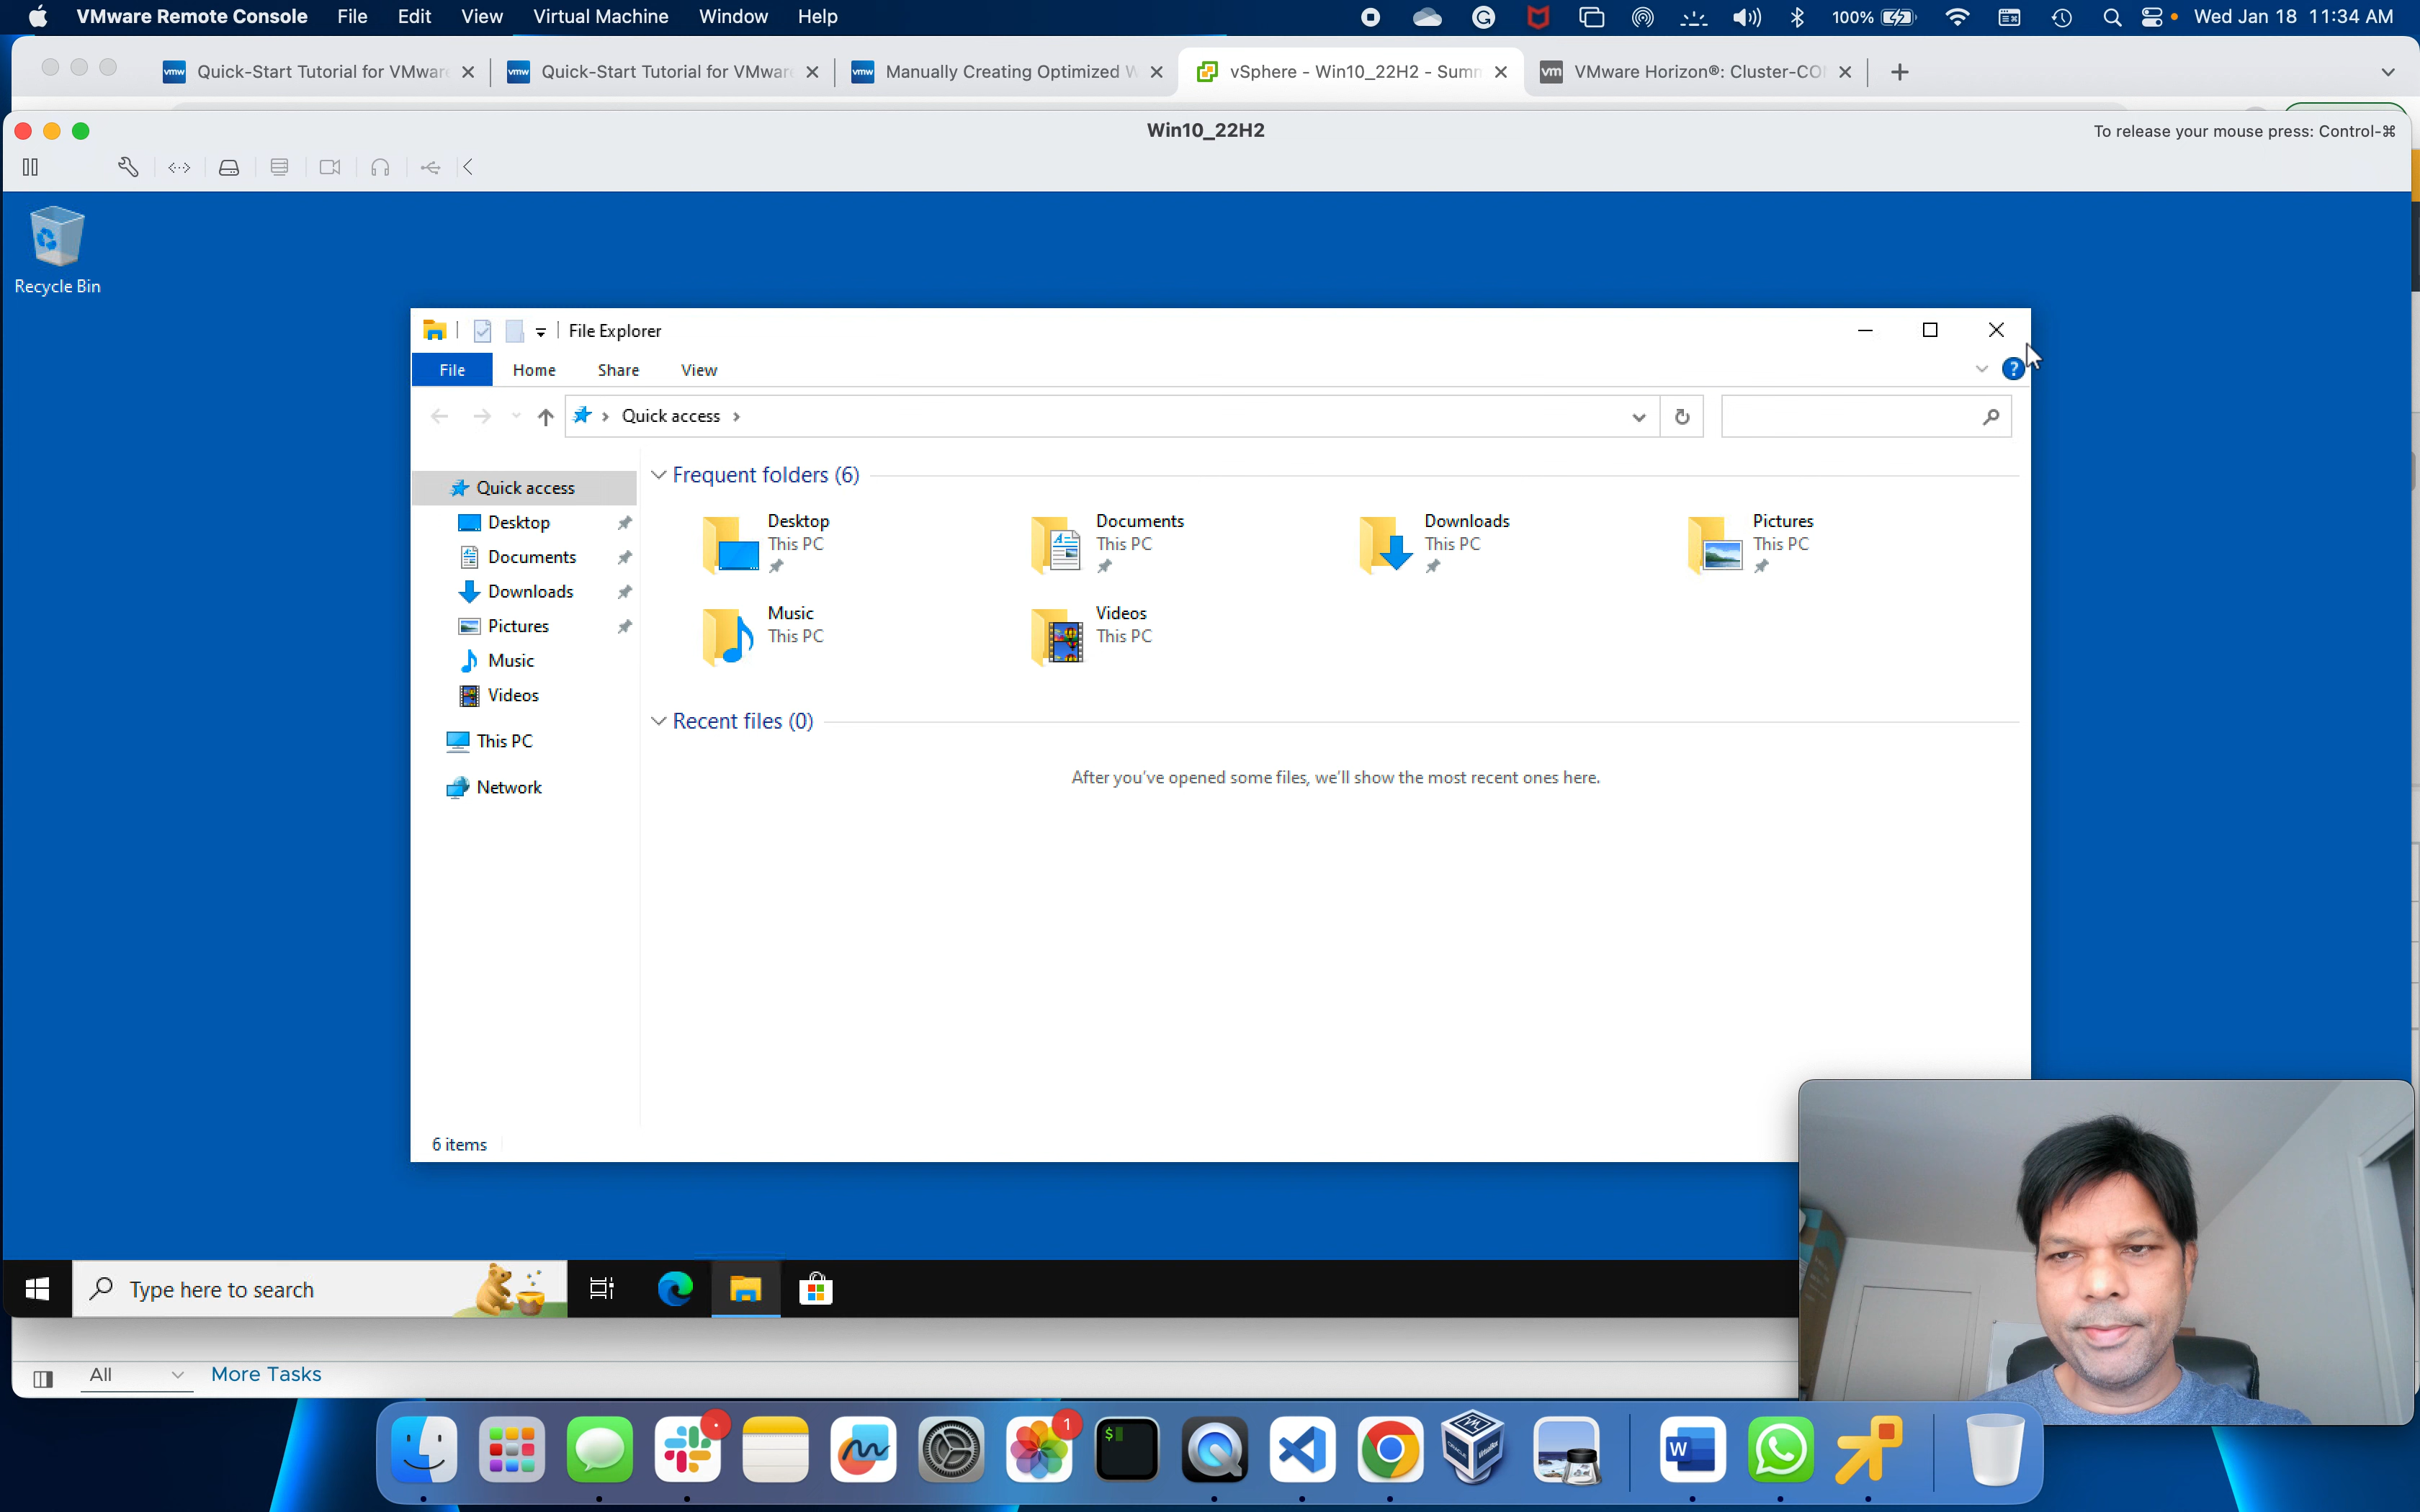 VMware Remote Console File Edit View Virtual Machine Window Help 100% Wed Jan 18 11:34 AM
Quick-Start Tutorial for VMware Quick-Start Tutorial for VMware Manually Creating Optimized W vSphere - Win10_22H2 - Summ VMware Horizon®: Cluster-CO
Win10_22H2 To release your mouse press: Control-⌘
Recycle Bin
File Explorer
File Home Share View
Quick access
Quick access
Desktop
Documents
Downloads
Pictures
Music
Videos
This PC
Network
Frequent folders (6)
Desktop
This PC
Documents
This PC
Downloads
This PC
Pictures
This PC
Music
This PC
Videos
This PC
Recent files (0)
After you've opened some files, we'll show the most recent ones here.
6 items
Type here to search
All More Tasks
1